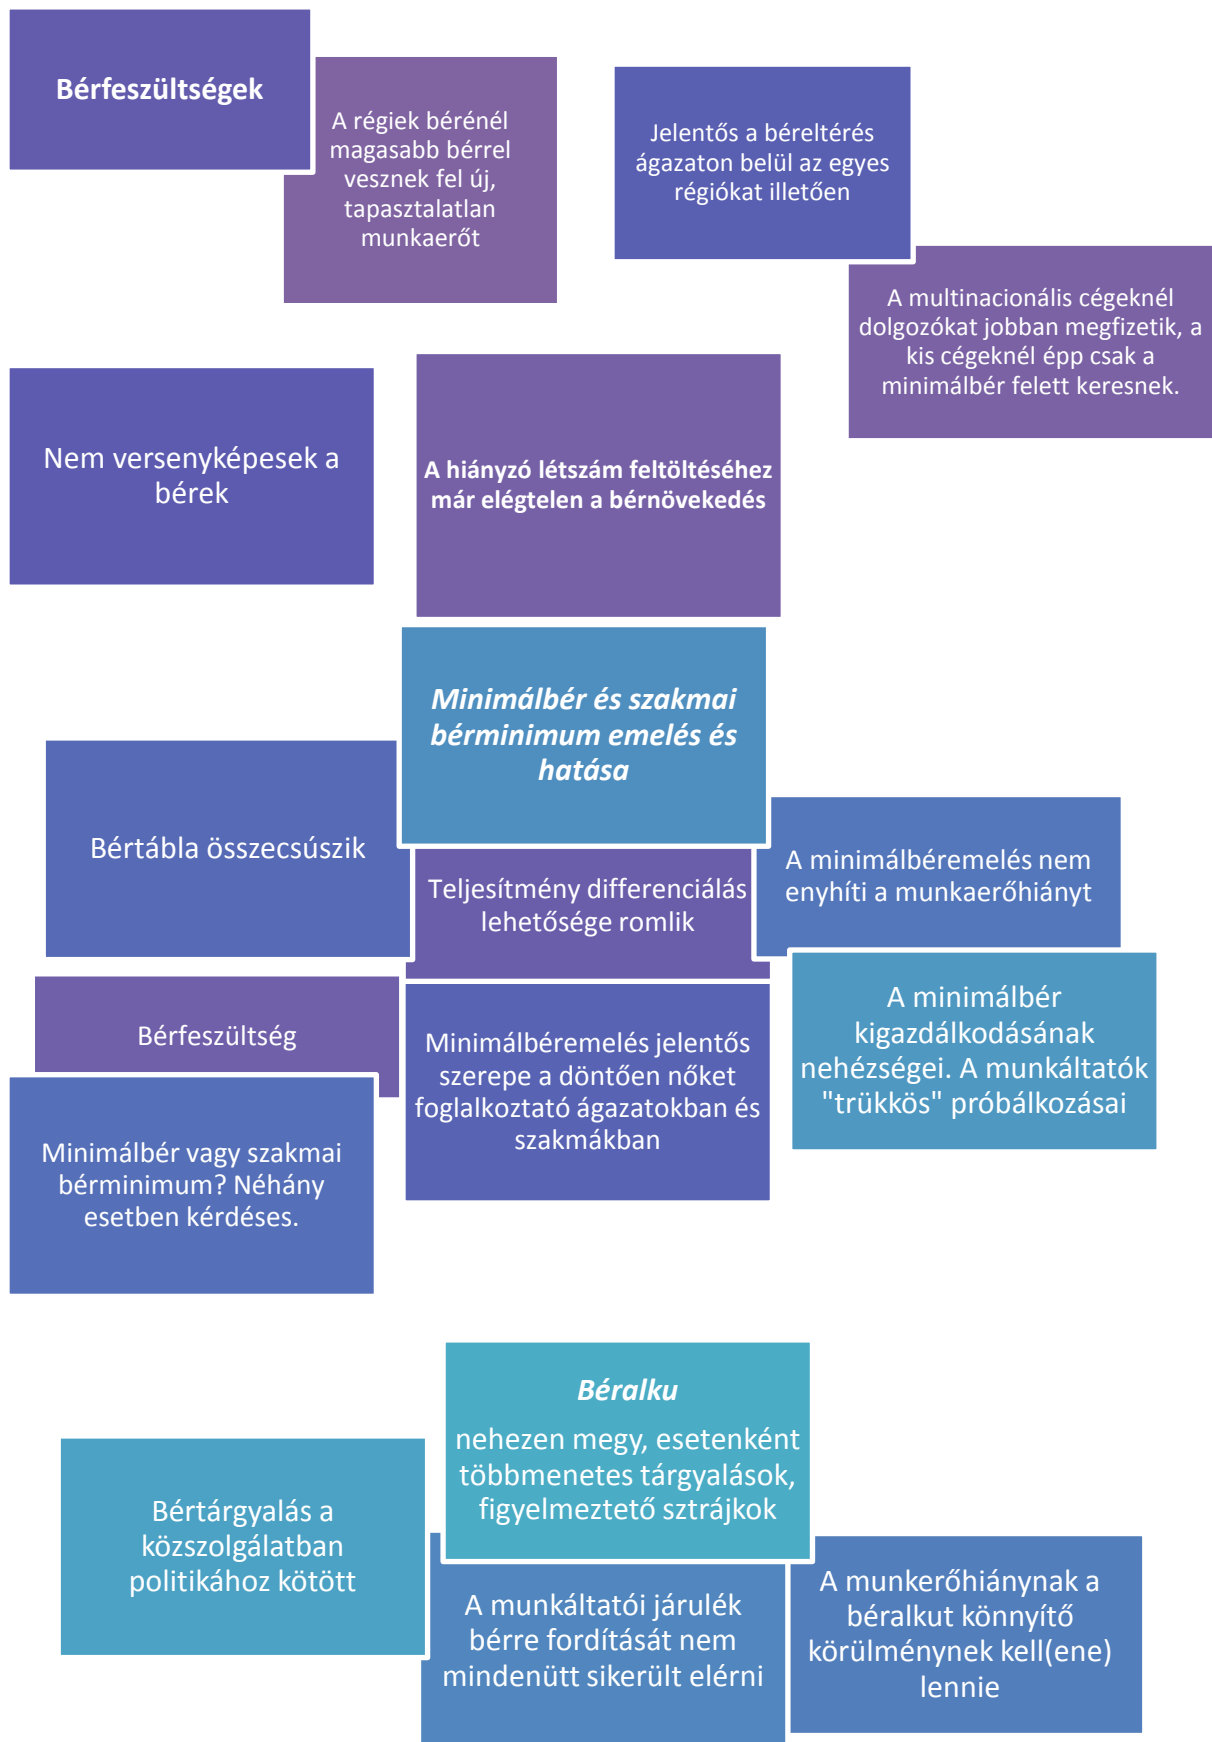 Bérfeszültségek
A régiek bérénél
magasabb bérrel
vesznek fel új,
tapasztalatlan
munkaerőt
Jelentős a béreltérés
ágazaton belül az egyes
régiókat illetően
A multinacionális cégeknél
dolgozókat jobban megfizetik, a
kis cégeknél épp csak a
minimálbér felett keresnek.
Nem versenyképesek a
bérek
A hiányzó létszám feltöltéséhez
már elégtelen a bérnövekedés
Minimálbér és szakmai
bérminimum emelés és
hatása
Bértábla összecsúszik
Teljesítmény differenciálás
lehetősége romlik
A minimálbéremelés nem
enyhíti a munkaerőhiányt
Bérfeszültség
Minimálbéremelés jelentős
szerepe a döntően nőket
foglalkoztató ágazatokban és
szakmákban
A minimálbér
kigazdálkodásának
nehézségei. A munkáltatók
"trükkös" próbálkozásai
Minimálbér vagy szakmai
bérminimum? Néhány
esetben kérdéses.
Béralku
nehezen megy, esetenként
többmenetes tárgyalások,
figyelmeztető sztrájkok
Bértárgyalás a
közszolgálatban
politikához kötött
A munkáltatói járulék
bérre fordítását nem
mindenütt sikerült elérni
A munkerőhiánynak a
béralkut könnyítő
körülménynek kell(ene)
lennie